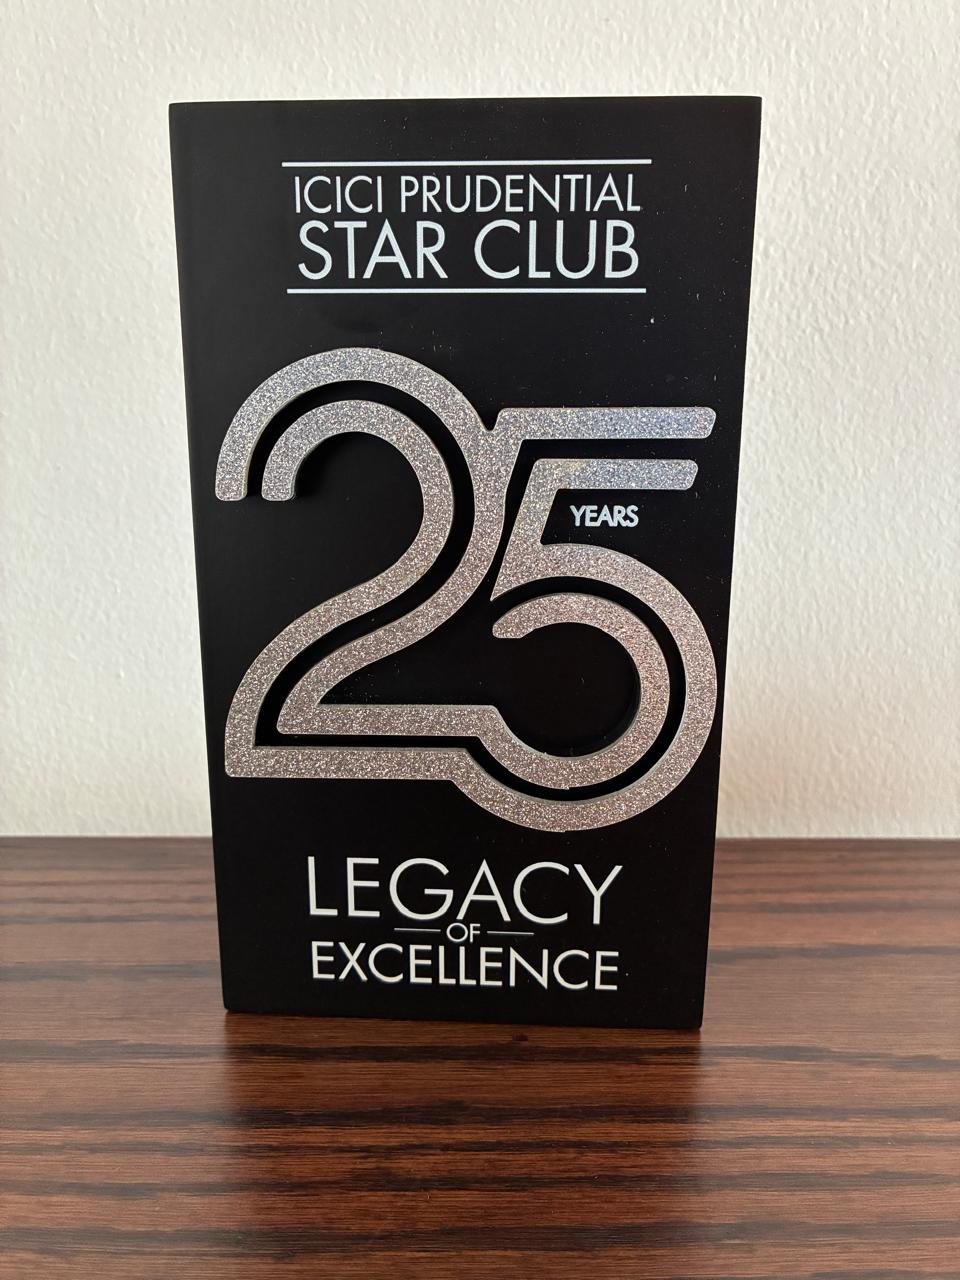 ICICI PRUDENTIAL
STAR CLUB
25
YEARS
LEGACY
OF
EXCELLENCE